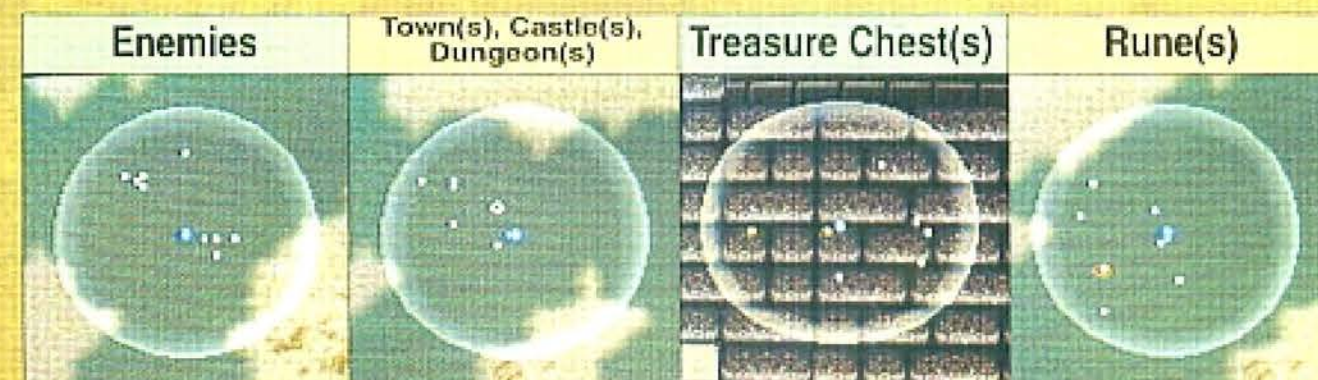 Enemies
Town(s), Castle(s),
Dungeon(s)
Treasure Chest(s)
Rune(s)